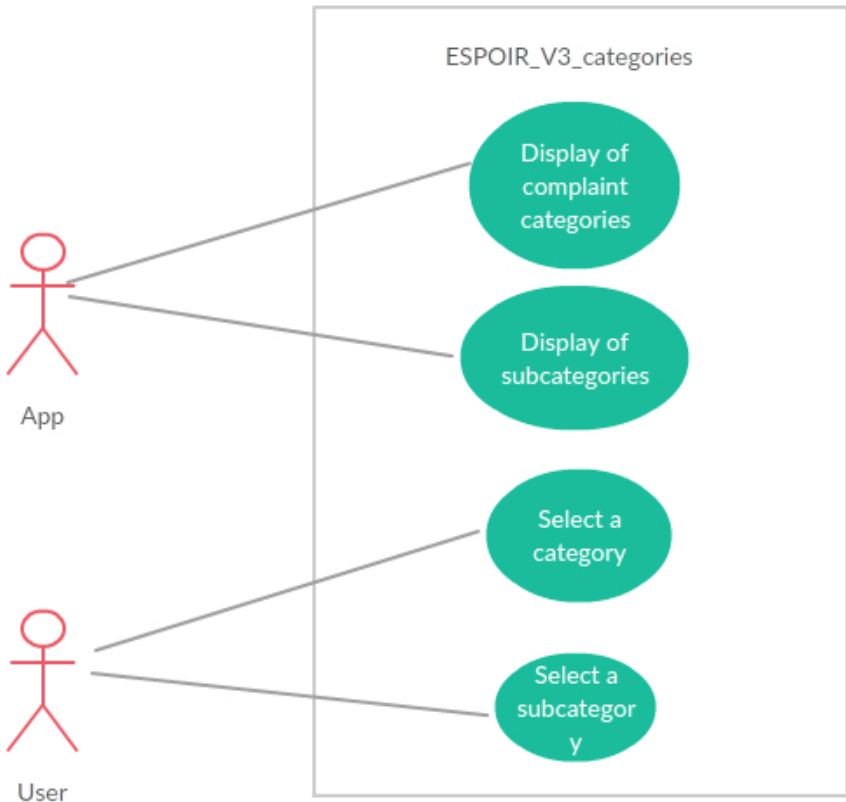 ESPOIR_V3_categories
Display of
complaint
categories
Display of
subcategories
App
Select a
category
Select a
subcategor
y
User